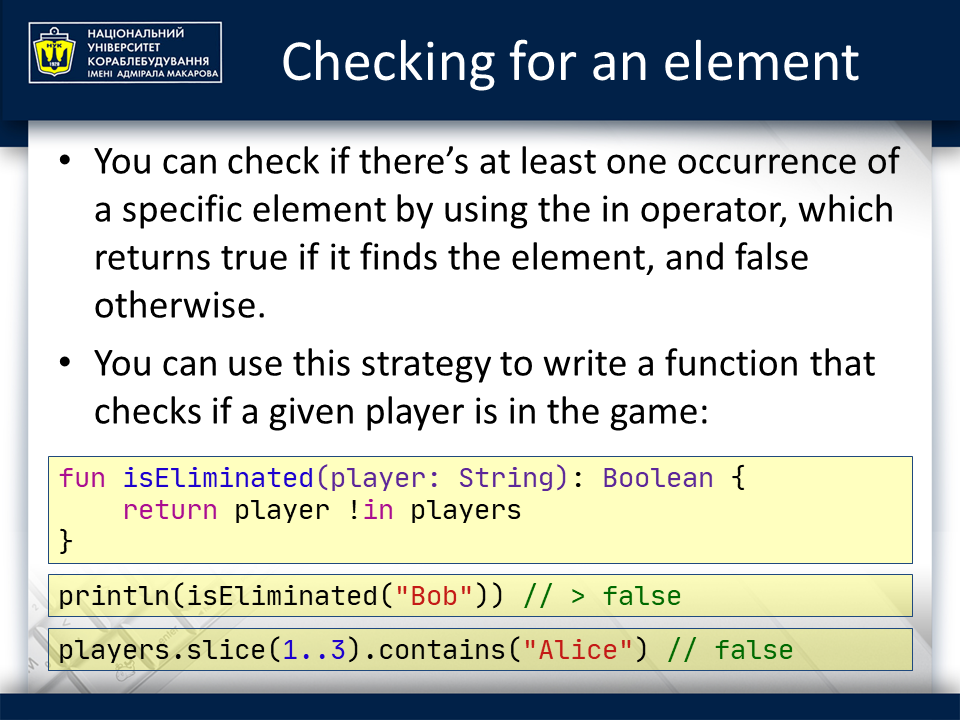 НАЦІОНАЛЬНИЙ
УНІВЕРСИТЕТ
КОРАБЛЕБУДУВАННЯ
ІМЕНІ АДМІРАЛА МАКАРОВА
НУК
1920
Checking for an element
• You can check if there’s at least one occurrence of
a specific element by using the in operator, which
returns true if it finds the element, and false
otherwise.
• You can use this strategy to write a function that
checks if a given player is in the game:
fun isEliminated(player: String): Boolean {
    return player !in players
}
println(isEliminated("Bob")) // > false
players.slice(1..3).contains("Alice") // false